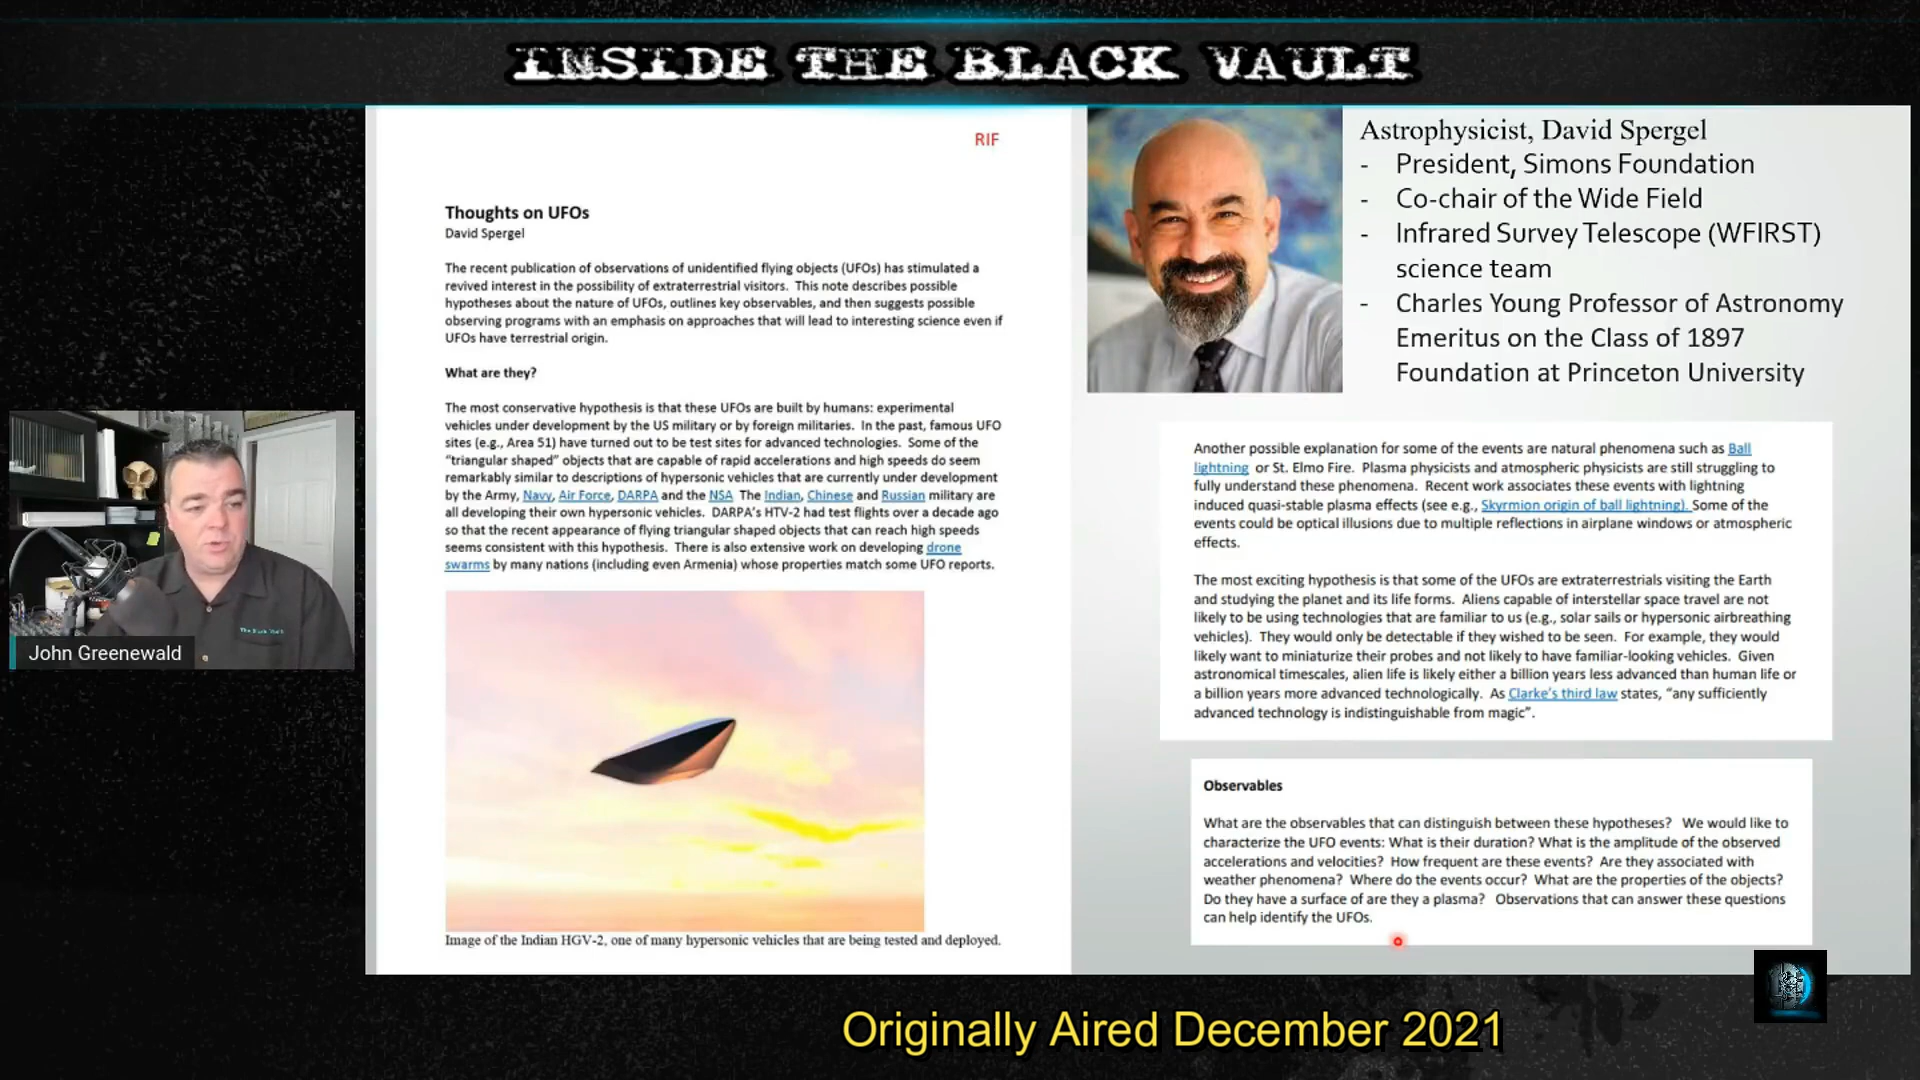 INSIDE THE BLACK VAULT
RIF
Thoughts on UFOs
David Spergel
The recent publication of observations of unidentified flying objects (UFOs) has stimulated a
revived interest in the possibility of extraterrestrial visitors. This note describes possible
hypotheses about the nature of UFOs, outlines key observables, and then suggests possible
observing programs with an emphasis on approaches that will lead to interesting science even if
UFOs have terrestrial origin.
What are they?
The most conservative hypothesis is that these UFOs are built by humans: experimental
vehicles under development by the US military or by foreign militaries. In the past, famous UFO
sites (e.g., Area 51) have turned out to be test sites for advanced technologies. Some of the
“triangular shaped” objects that are capable of rapid accelerations and high speeds do seem
remarkably similar to descriptions of hypersonic vehicles that are currently under development
by the Army, Navy, Air Force, DARPA and the NSA The Indian, Chinese and Russian military are
all developing their own hypersonic vehicles. DARPA’s HTV-2 had test flights over a decade ago
so that the recent appearance of flying triangular shaped objects that can reach high speeds
seems consistent with this hypothesis. There is also extensive work on developing drone
swarms by many nations (including even Armenia) whose properties match some UFO reports.
Image of the Indian HGV-2, one of many hypersonic vehicles that are being tested and deployed.
Astrophysicist, David Spergel
- President, Simons Foundation
- Co-chair of the Wide Field
- Infrared Survey Telescope (WFIRST)
science team
- Charles Young Professor of Astronomy
Emeritus on the Class of 1897
Foundation at Princeton University
Another possible explanation for some of the events are natural phenomena such as Ball
lightning or St. Elmo Fire. Plasma physicists and atmospheric physicists are still struggling to
fully understand these phenomena. Recent work associates these events with lightning
induced quasi-stable plasma effects (see e.g., Skyrmion origin of ball lightning). Some of the
events could be optical illusions due to multiple reflections in airplane windows or atmospheric
effects.
The most exciting hypothesis is that some of the UFOs are extraterrestrials visiting the Earth
and studying the planet and its life forms. Aliens capable of interstellar space travel are not
likely to be using technologies that are familiar to us (e.g., solar sails or hypersonic airbreathing
vehicles). They would only be detectable if they wished to be seen. For example, they would
likely want to miniaturize their probes and not likely to have familiar-looking vehicles. Given
astronomical timescales, alien life is likely either a billion years less advanced than human life or
a billion years more advanced technologically. As Clarke’s third law states, “any sufficiently
advanced technology is indistinguishable from magic”.
Observables
What are the observables that can distinguish between these hypotheses? We would like to
characterize the UFO events: What is their duration? What is the amplitude of the observed
accelerations and velocities? How frequent are these events? Are they associated with
weather phenomena? Where do the events occur? What are the properties of the objects?
Do they have a surface of are they a plasma? Observations that can answer these questions
can help identify the UFOs.
The Black Vault
John Greenewald
Originally Aired December 2021